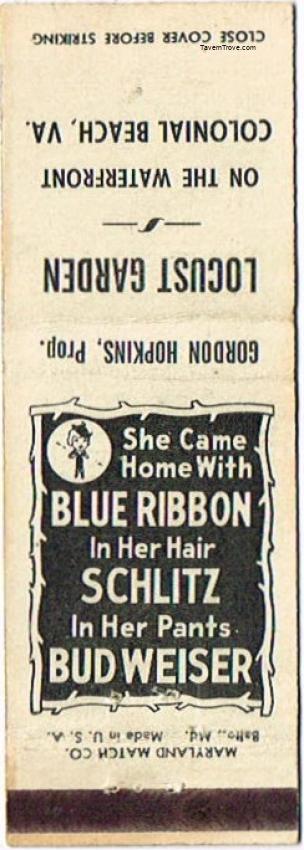 TavernTrove.com
She Came
Home With
BLUE RIBBON
In Her Hair
SCHLITZ
In Her Pants.
BUDWEISER
GORDON HOPKINS, Prop.
LOCUST GARDEN
ON THE WATERFRONT
COLONIAL BEACH, VA.
CLOSE COVER BEFORE STRIKING
MARYLAND MATCH CO.
Balto., Md. Made in U. S. A.